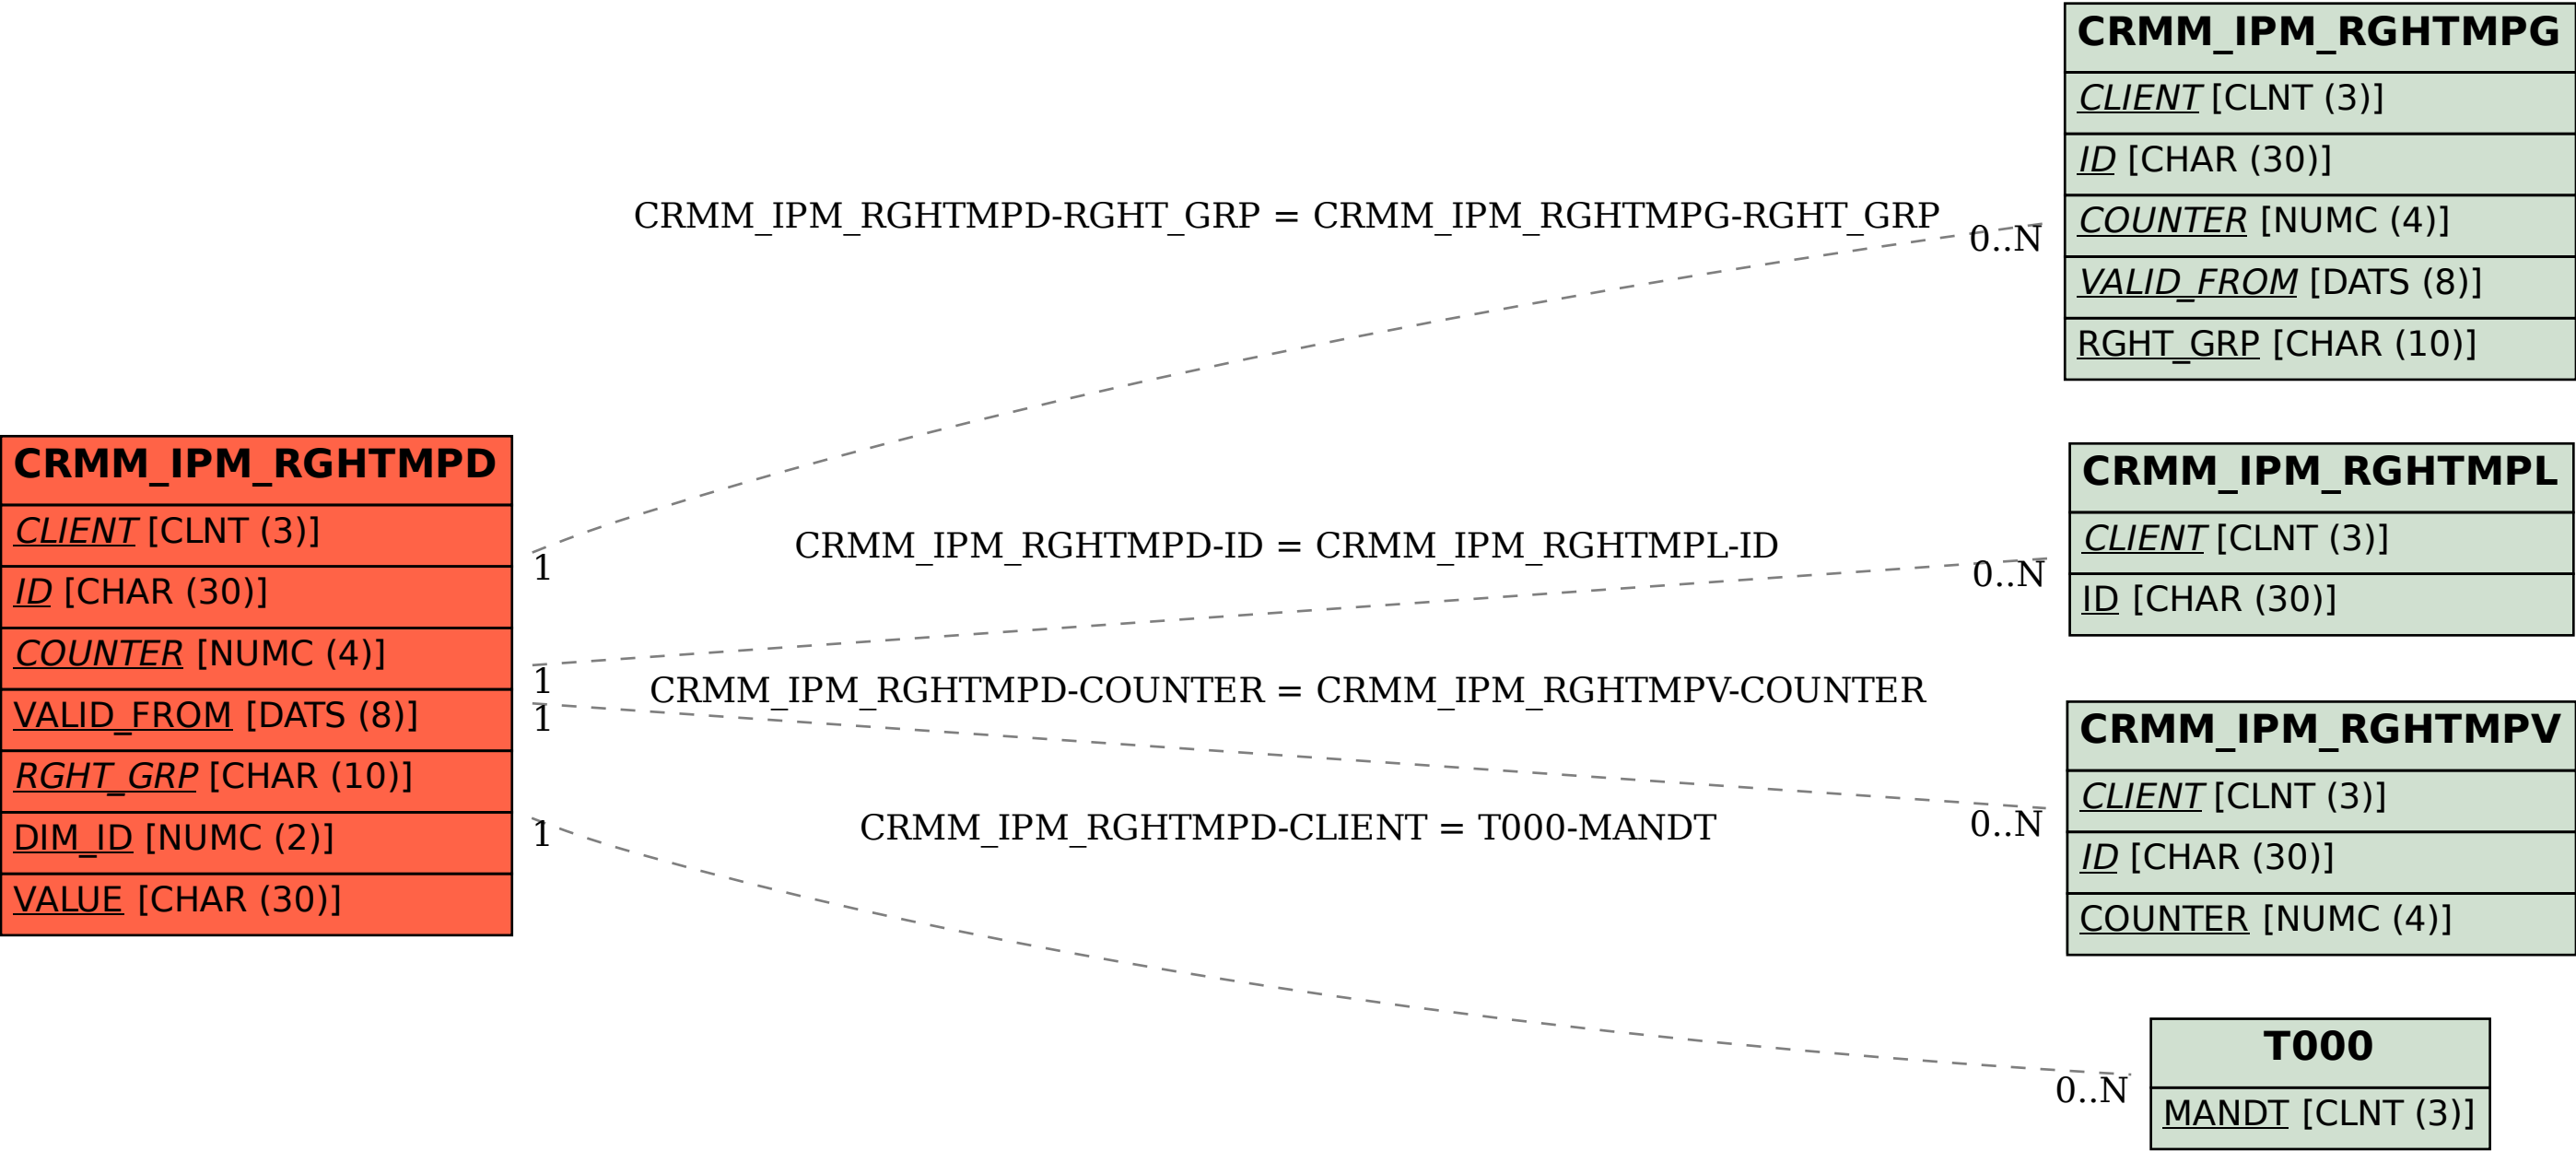 CRMM_IPM_RGHTMPD
CLIENT [CLNT (3)]
ID [CHAR (30)]
COUNTER [NUMC (4)]
VALID_FROM [DATS (8)]
RGHT_GRP [CHAR (10)]
DIM_ID [NUMC (2)]
VALUE [CHAR (30)]
CRMM_IPM_RGHTMPD-RGHT_GRP = CRMM_IPM_RGHTMPG-RGHT_GRP
0..N
1
CRMM_IPM_RGHTMPD-ID = CRMM_IPM_RGHTMPL-ID
0..N
1
CRMM_IPM_RGHTMPD-COUNTER = CRMM_IPM_RGHTMPV-COUNTER
1
0..N
CRMM_IPM_RGHTMPD-CLIENT = T000-MANDT
1
0..N
CRMM_IPM_RGHTMPG
CLIENT [CLNT (3)]
ID [CHAR (30)]
COUNTER [NUMC (4)]
VALID_FROM [DATS (8)]
RGHT_GRP [CHAR (10)]
CRMM_IPM_RGHTMPL
CLIENT [CLNT (3)]
ID [CHAR (30)]
CRMM_IPM_RGHTMPV
CLIENT [CLNT (3)]
ID [CHAR (30)]
COUNTER [NUMC (4)]
T000
MANDT [CLNT (3)]